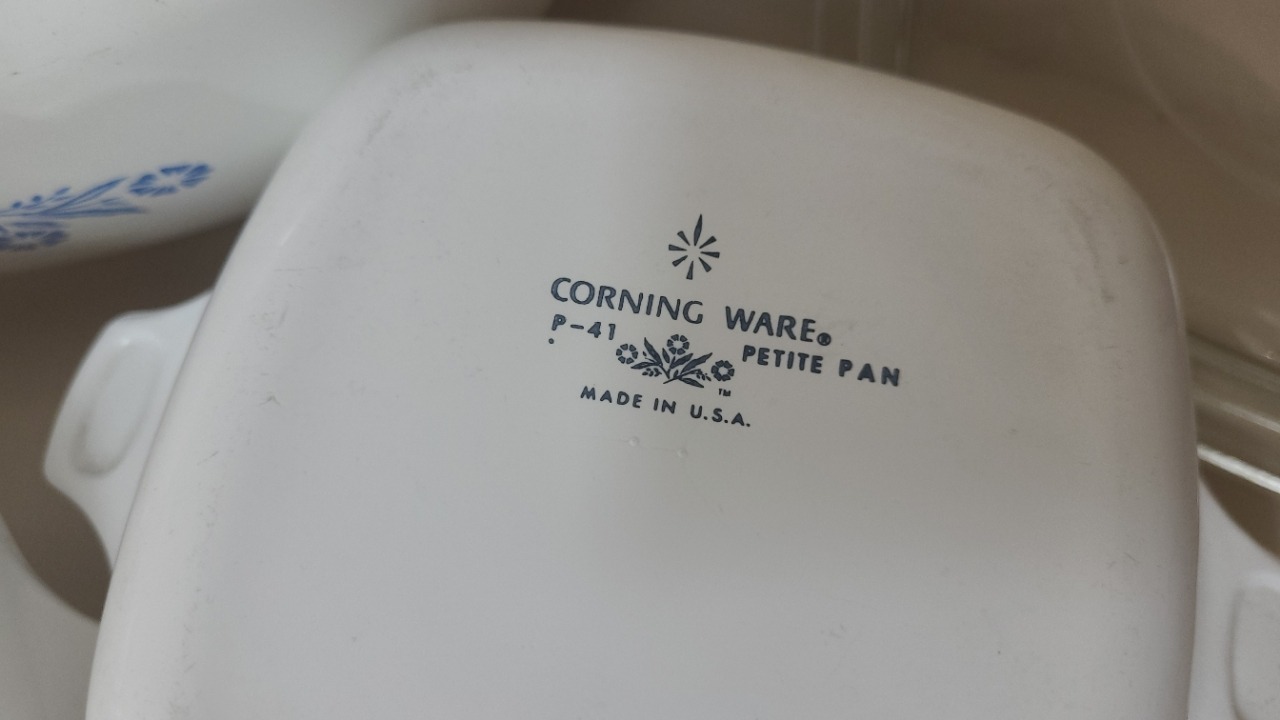 CORNING WARE®
P-41 PETITE PAN
™
MADE IN U.S.A.